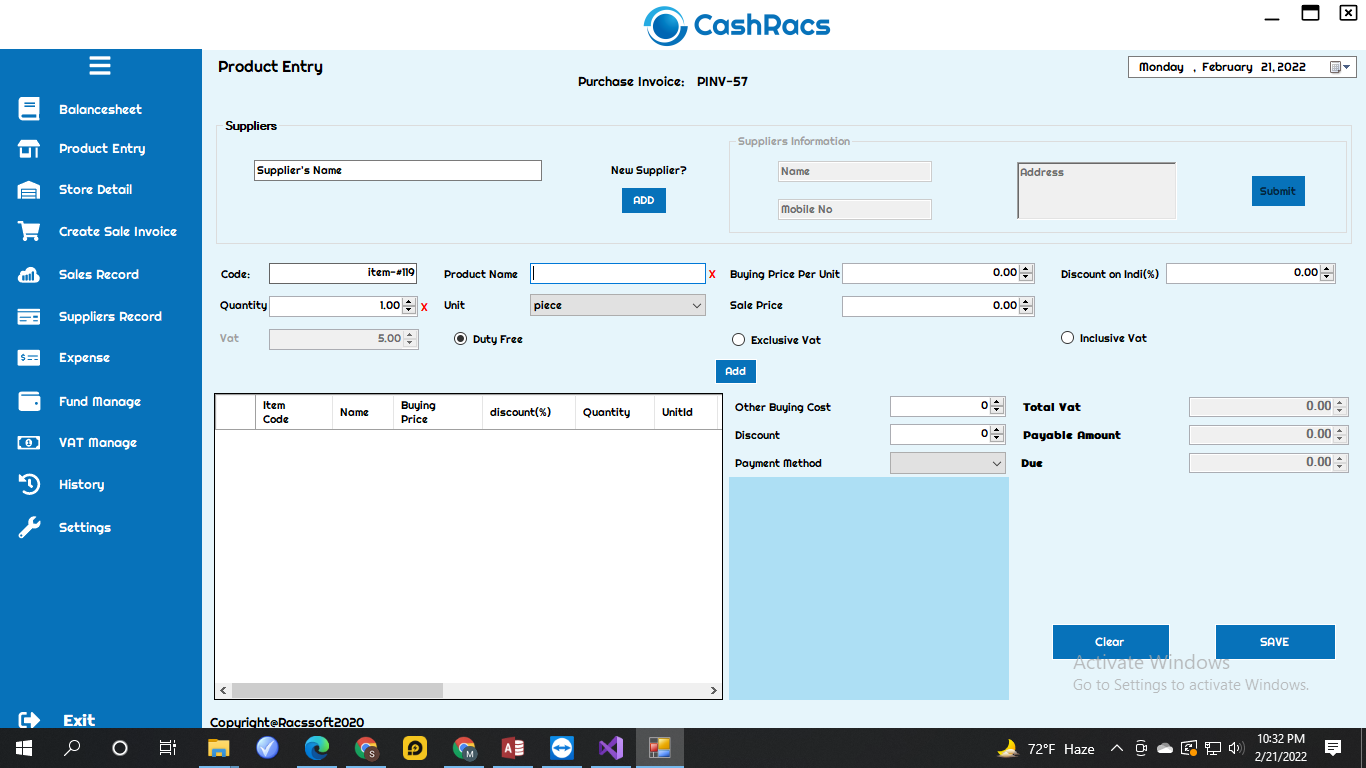 CashRacs
Product Entry
Purchase Invoice: PINV-57
Monday , February 21, 2022
Balancesheet
Product Entry
Store Detail
Create Sale Invoice
Sales Record
Suppliers Record
Expense
Fund Manage
VAT Manage
History
Settings
Exit
Suppliers
Supplier's Name
New Supplier?
ADD
Suppliers Information
Name
Mobile No
Address
Submit
Code: item-#119 Product Name X Buying Price Per Unit 0.00 Discount on Indi(%) 0.00
Quantity 1.00 X Unit piece Sale Price 0.00
Vat 5.00 Duty Free Exclusive Vat Inclusive Vat
Add
Item Code Name Buying Price discount(%) Quantity UnitId
Other Buying Cost 0 Total Vat 0.00
Discount 0 Payable Amount 0.00
Payment Method Due 0.00
Clear SAVE
Activate Windows
Go to Settings to activate Windows.
Copyright@Racssoft2020
72°F Haze
10:32 PM
2/21/2022